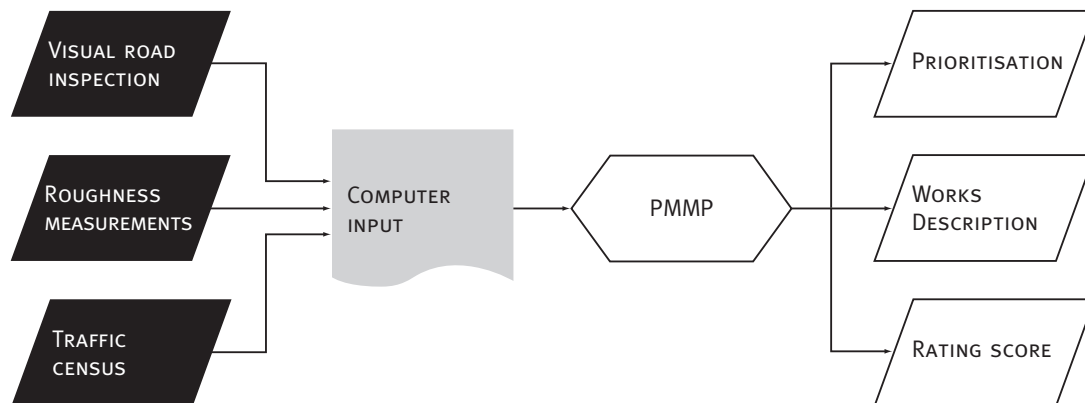 Visual road
inspection
Prioritisation
Roughness
measurements
Computer
input
PMMP
Works
Description
Traffic
census
Rating score